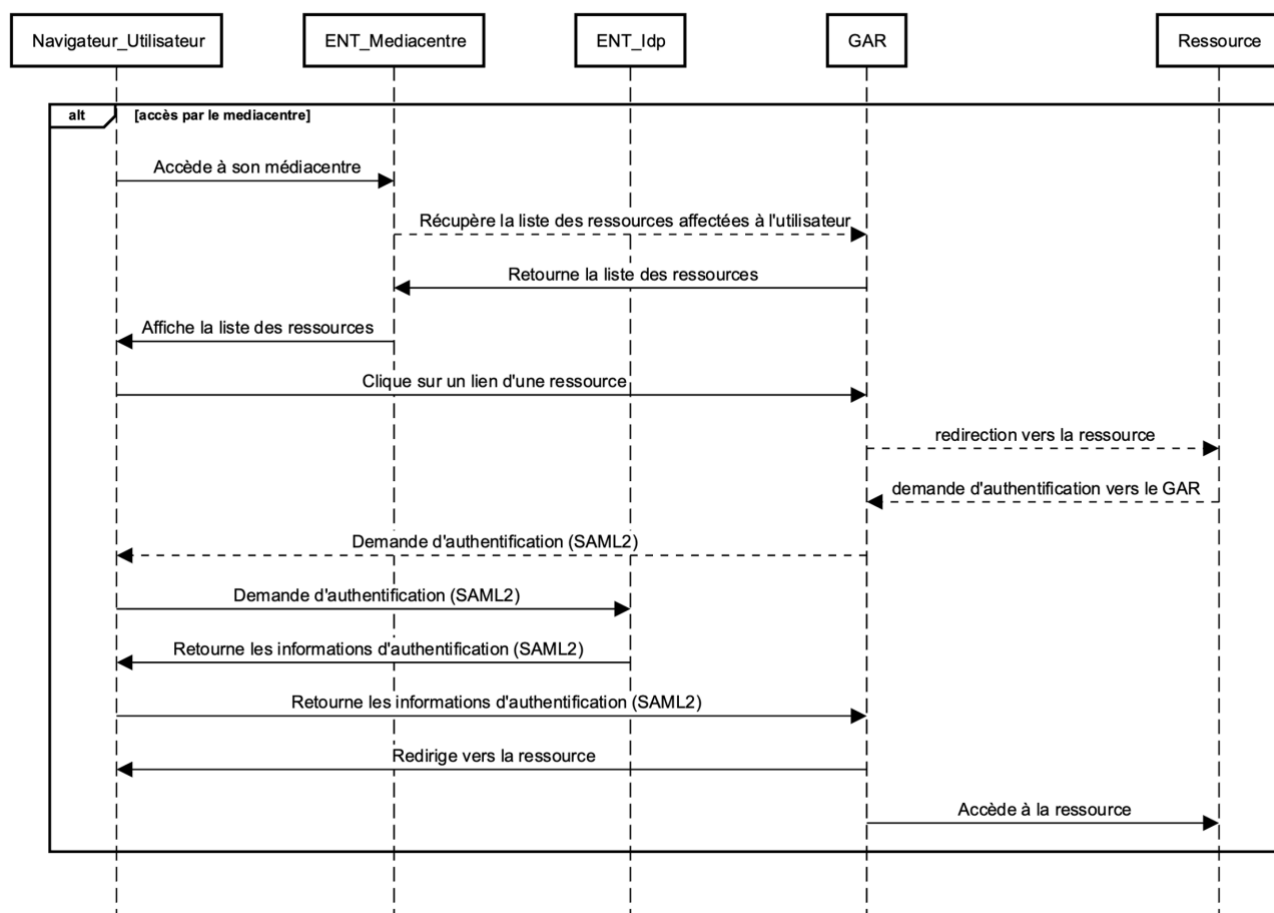 Navigateur_Utilisateur
ENT_Mediacentre
ENT_Idp
GAR
Ressource
alt
[accès par le mediacentre]
Accède à son médiacentre
Récupère la liste des ressources affectées à l'utilisateur
Retourne la liste des ressources
Affiche la liste des ressources
Clique sur un lien d'une ressource
redirection vers la ressource
demande d'authentification vers le GAR
Demande d'authentification (SAML2)
Demande d'authentification (SAML2)
Retourne les informations d'authentification (SAML2)
Retourne les informations d'authentification (SAML2)
Redirige vers la ressource
Accède à la ressource